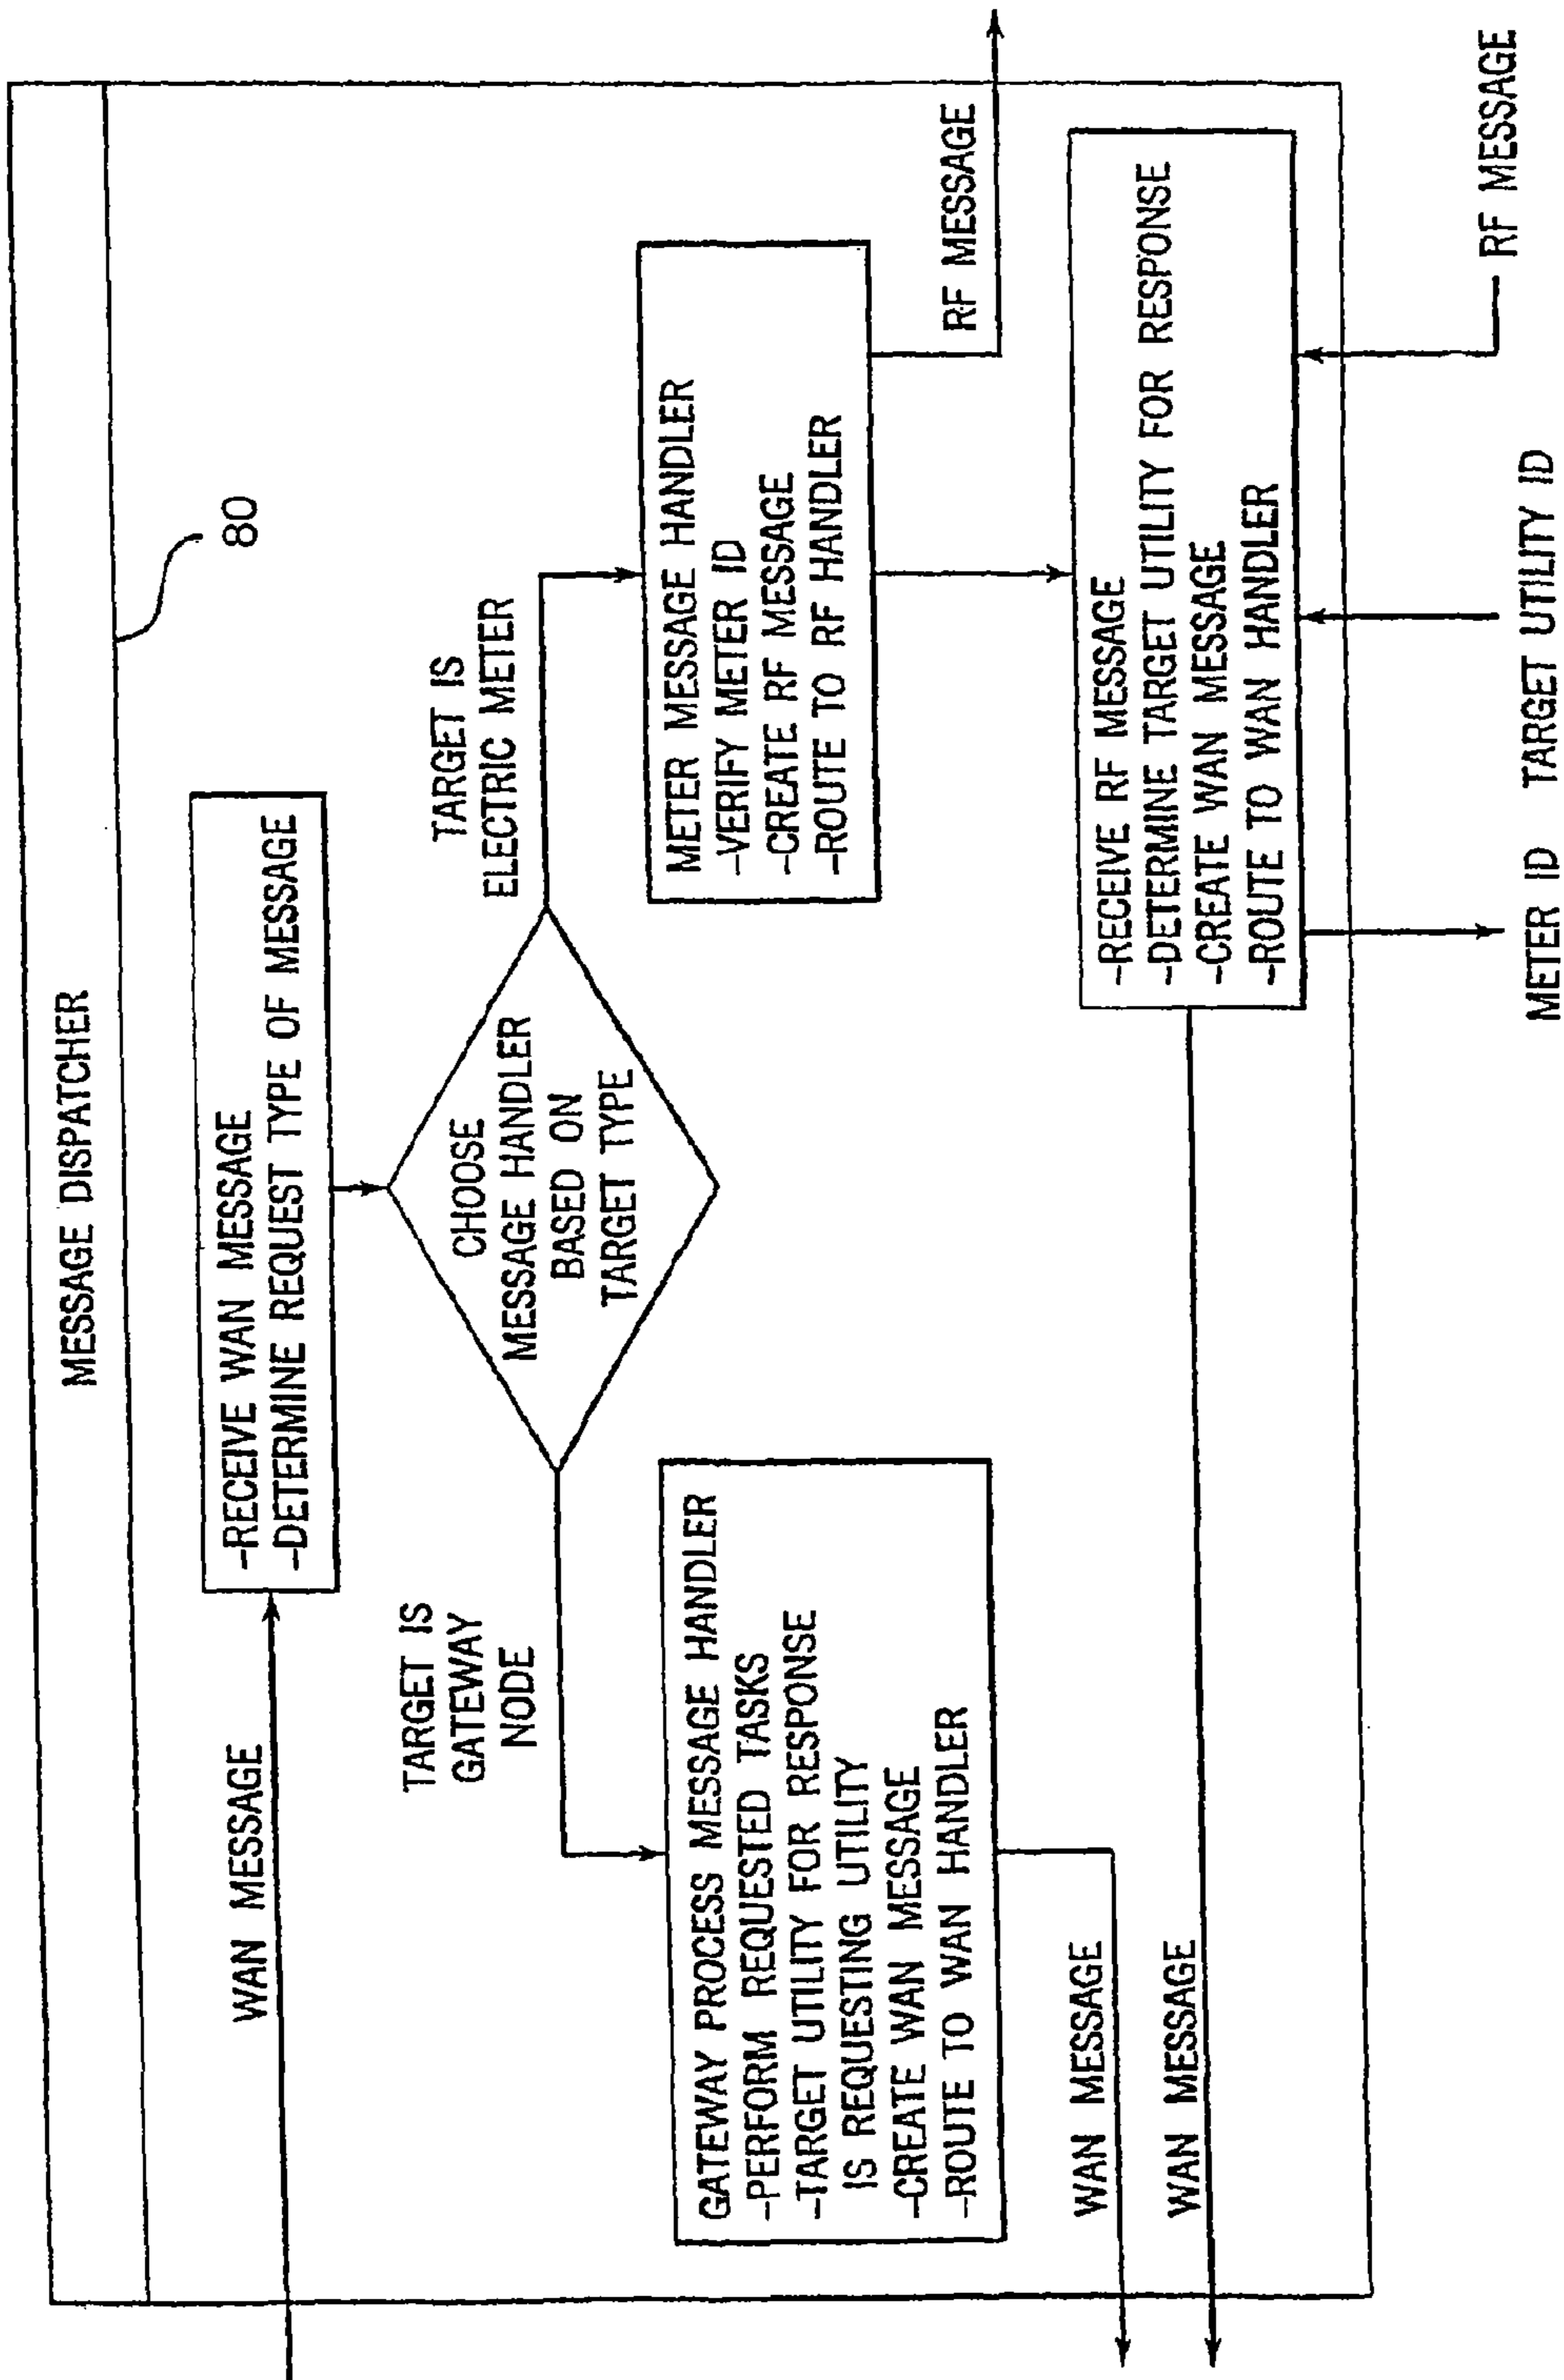 MESSAGE DISPATCHER
80
WAN MESSAGE
-RECEIVE WAN MESSAGE
-DETERMINE REQUEST TYPE OF MESSAGE
TARGET IS
GATEWAY
NODE
CHOOSE
MESSAGE HANDLER
BASED ON
TARGET TYPE
TARGET IS
ELECTRIC METER
GATEWAY PROCESS MESSAGE HANDLER
-PERFORM REQUESTED TASKS
-TARGET UTILITY FOR RESPONSE
IS REQUESTING UTILITY
-CREATE WAN MESSAGE
-ROUTE TO WAN HANDLER
METER MESSAGE HANDLER
-VERIFY METER ID
-CREATE RF MESSAGE
-ROUTE TO RF HANDLER
RF MESSAGE
WAN MESSAGE
WAN MESSAGE
-RECEIVE RF MESSAGE
-DETERMINE TARGET UTILITY FOR RESPONSE
-CREATE WAN MESSAGE
-ROUTE TO WAN HANDLER
METER ID
TARGET UTILITY ID
RF MESSAGE